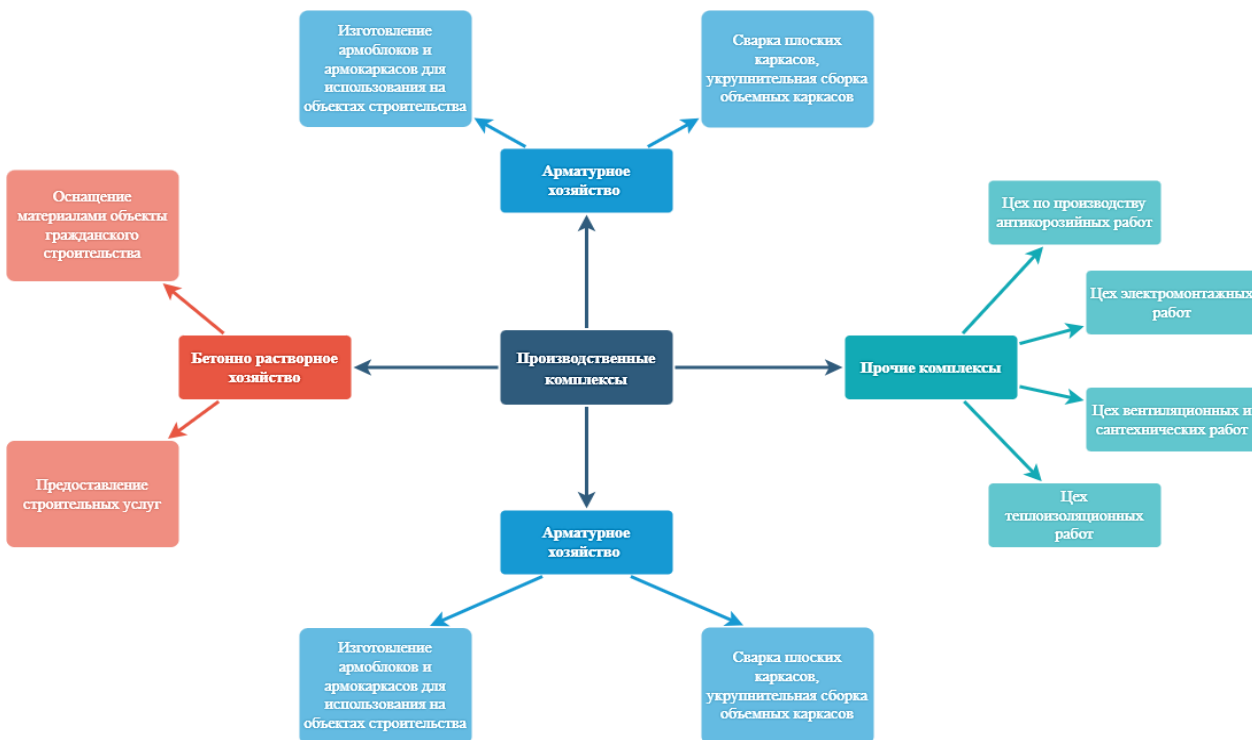 Изготовление
армоблоков и
армокаркасов для
использования на
объектах строительства
Сварка плоских
каркасов,
укрупнительная сборка
объемных каркасов
Арматурное
хозяйство
Оснащение
материалами объекты
гражданского
строительства
Цех по производству
антикорозийных работ
Цех электромонтажных
работ
Бетонно растворное
хозяйство
Производственные
комплексы
Прочие комплексы
Цех вентиляционных и
сантехнических работ
Предоставление
строительных услуг
Цех
теплоизоляционных
работ
Арматурное
хозяйство
Изготовление
армоблоков и
армокаркасов для
использования на
объектах строительства
Сварка плоских
каркасов,
укрупнительная сборка
объемных каркасов